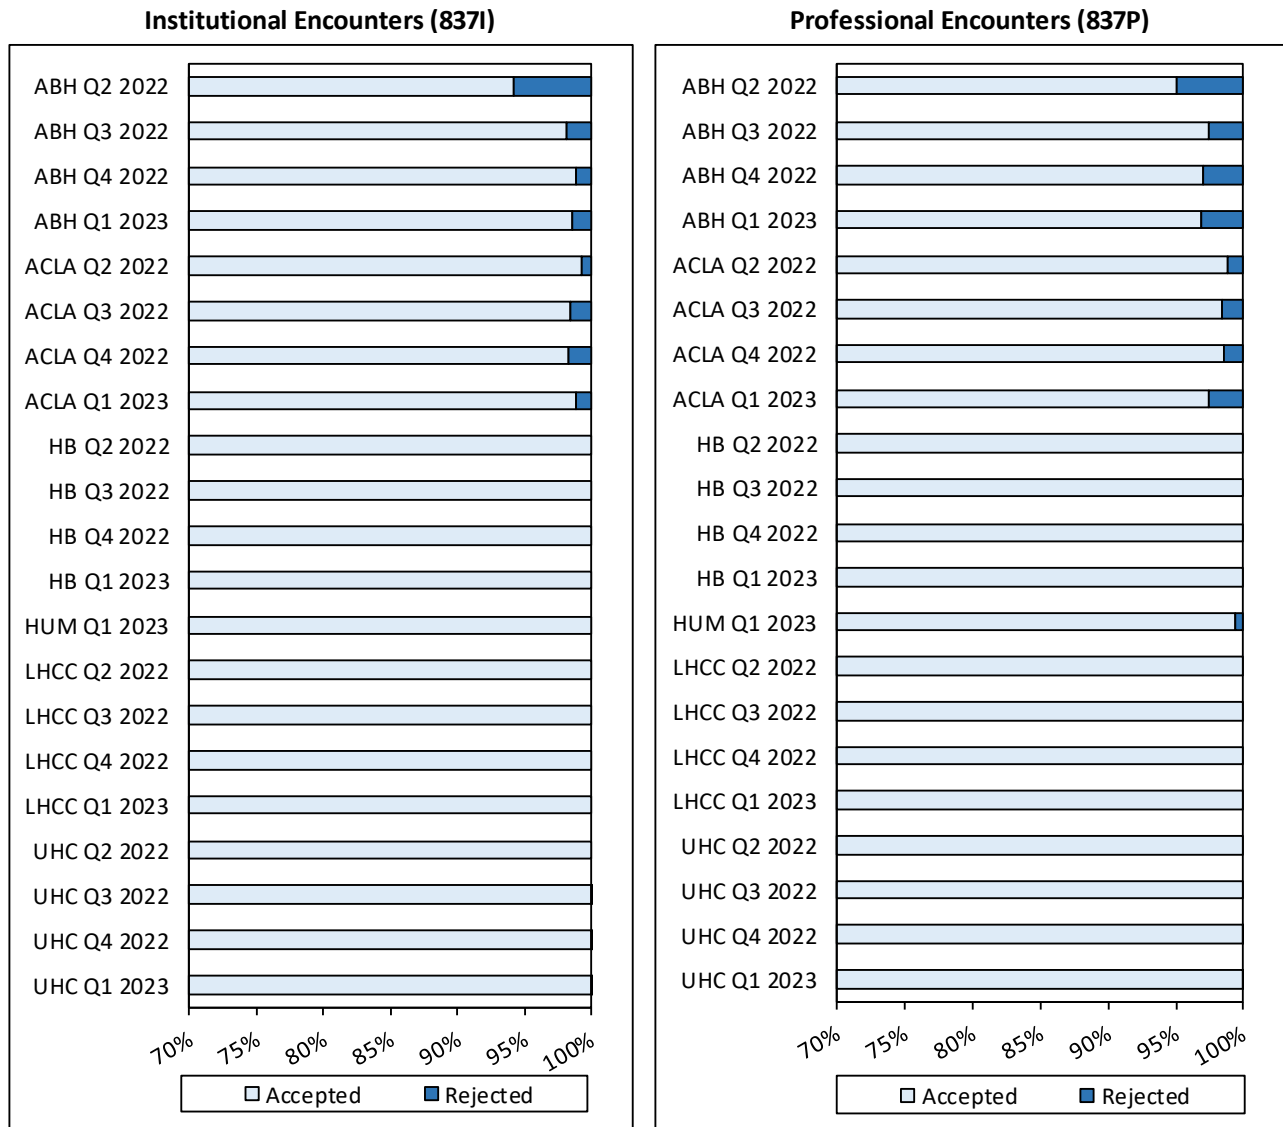 Institutional Encounters (837I)
ABH Q2 2022
ABH Q3 2022
ABH Q4 2022
ABH Q1 2023
ACLA Q2 2022
ACLA Q3 2022
ACLA Q4 2022
ACLA Q1 2023
HB Q2 2022
HB Q3 2022
HB Q4 2022
HB Q1 2023
HUM Q1 2023
LHCC Q2 2022
LHCC Q3 2022
LHCC Q4 2022
LHCC Q1 2023
UHC Q2 2022
UHC Q3 2022
UHC Q4 2022
UHC Q1 2023
70% 75% 80% 85% 90% 95% 100%
Accepted Rejected
Professional Encounters (837P)
ABH Q2 2022
ABH Q3 2022
ABH Q4 2022
ABH Q1 2023
ACLA Q2 2022
ACLA Q3 2022
ACLA Q4 2022
ACLA Q1 2023
HB Q2 2022
HB Q3 2022
HB Q4 2022
HB Q1 2023
HUM Q1 2023
LHCC Q2 2022
LHCC Q3 2022
LHCC Q4 2022
LHCC Q1 2023
UHC Q2 2022
UHC Q3 2022
UHC Q4 2022
UHC Q1 2023
70% 75% 80% 85% 90% 95% 100%
Accepted Rejected